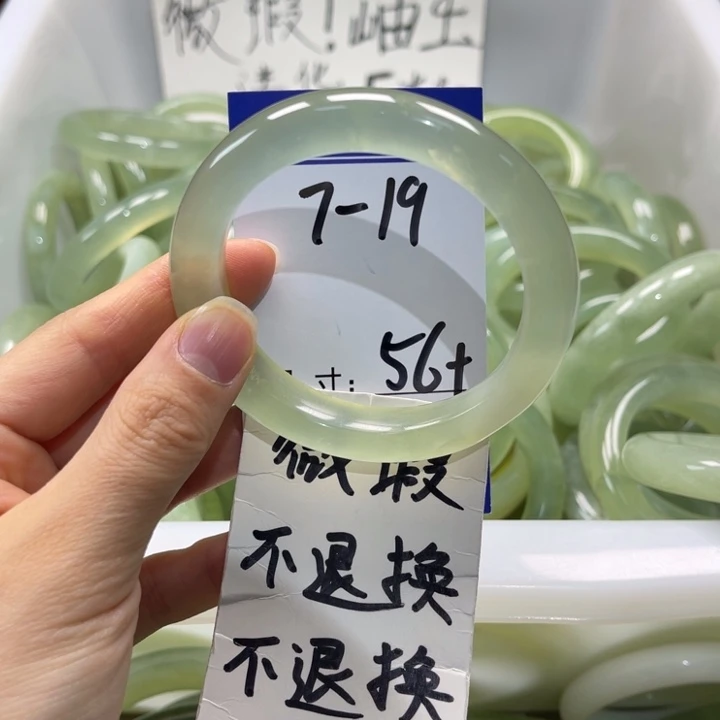 微瑕!岫玉
7-19
寸: 56+
微瑕
不退换
不退换